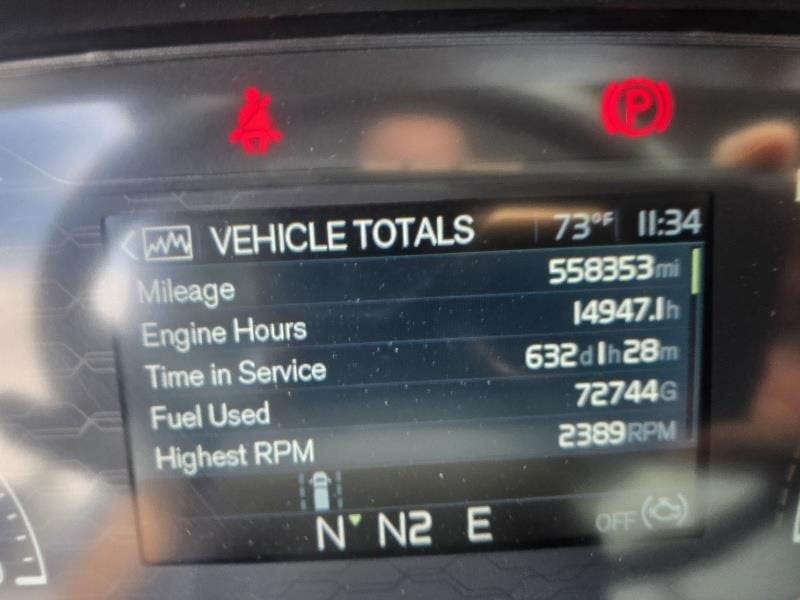 P
VEHICLE TOTALS 73°F 11:34
Mileage 558353mi
Engine Hours 14947.1h
Time in Service 632d1h28m
Fuel Used 72744G
Highest RPM 2389RPM
N N2 E OFF